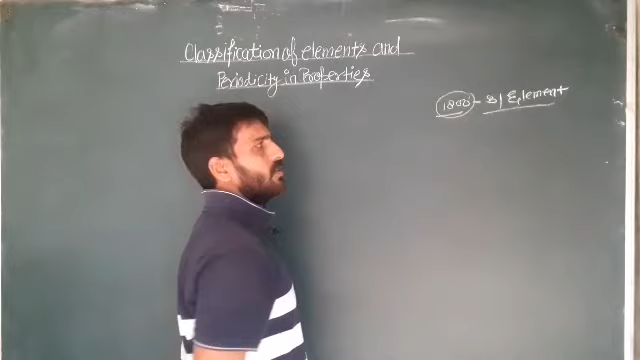 Classification of elements and
Periodicity in Properties
1800 - 31 Element